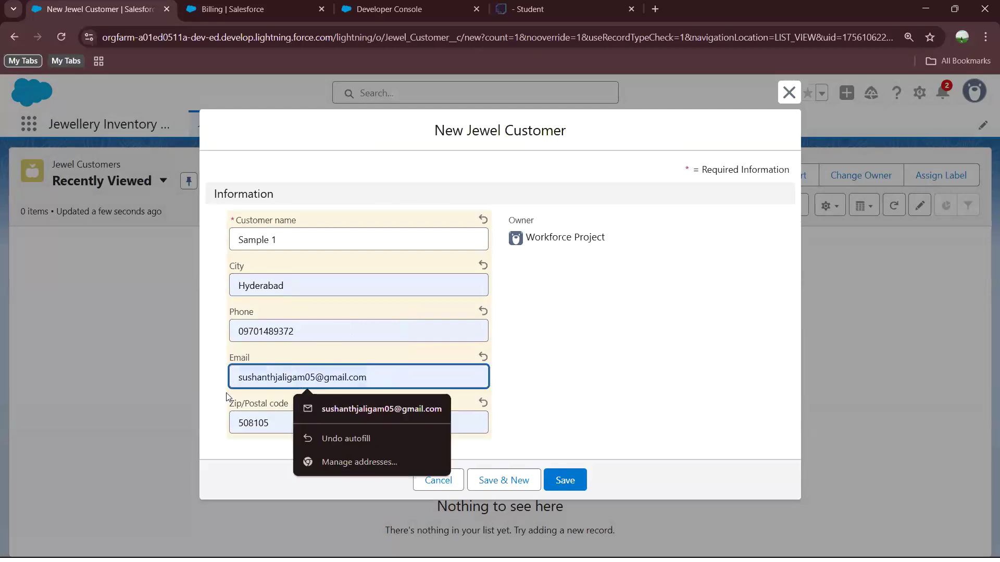 New Jewel Customer | Salesforc
Billing | Salesforce
Developer Console
- Student
orgfarm-a01ed0511a-dev-ed.develop.lightning.force.com/lightning/o/Jewel_Customer__c/new?count=1&nooverride=1&useRecordTypeCheck=1&navigationLocation=LIST_VIEW&uid=175610622...
My Tabs
My Tabs
All Bookmarks
Search...
2
Jewellery Inventory ...
New Jewel Customer
* = Required Information
Jewel Customers
Recently Viewed
0 items • Updated a few seconds ago
rt
Change Owner
Assign Label
Information
* Customer name
Sample 1
Owner
Workforce Project
City
Hyderabad
Phone
09701489372
Email
sushanthjaligam05@gmail.com
Zip/Postal code
508105
sushanthjaligam05@gmail.com
Undo autofill
Manage addresses...
Cancel
Save & New
Save
Nothing to see here
There's nothing in your list yet. Try adding a new record.